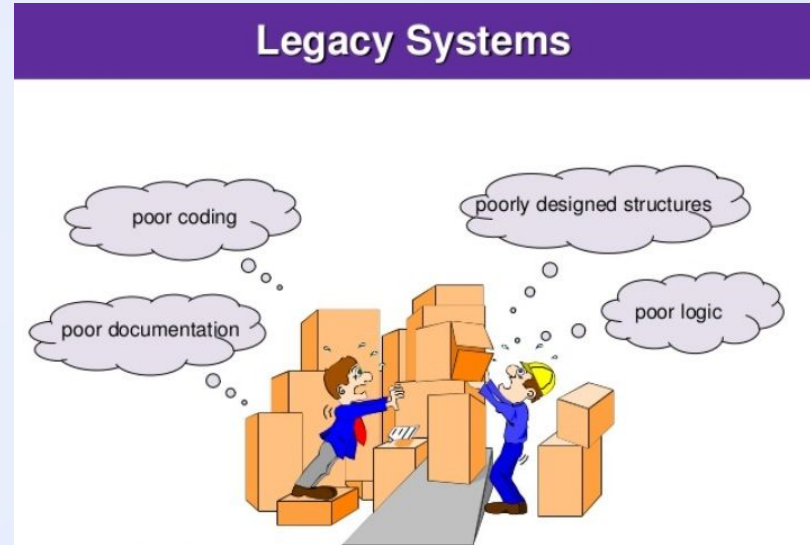 Legacy Systems
poor coding
poorly designed structures
poor documentation
poor logic